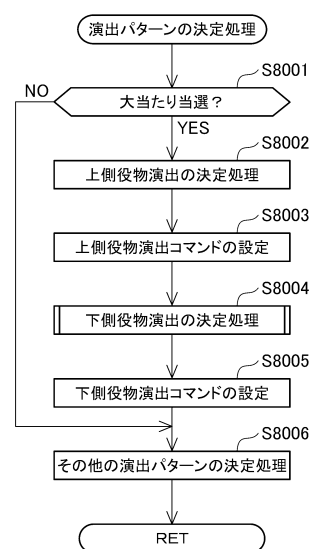 演出パターンの決定処理
S8001
大当たり当選？
NO
YES
S8002
上側役物演出の決定処理
S8003
上側役物演出コマンドの設定
S8004
下側役物演出の決定処理
S8005
下側役物演出コマンドの設定
S8006
その他の演出パターンの決定処理
RET